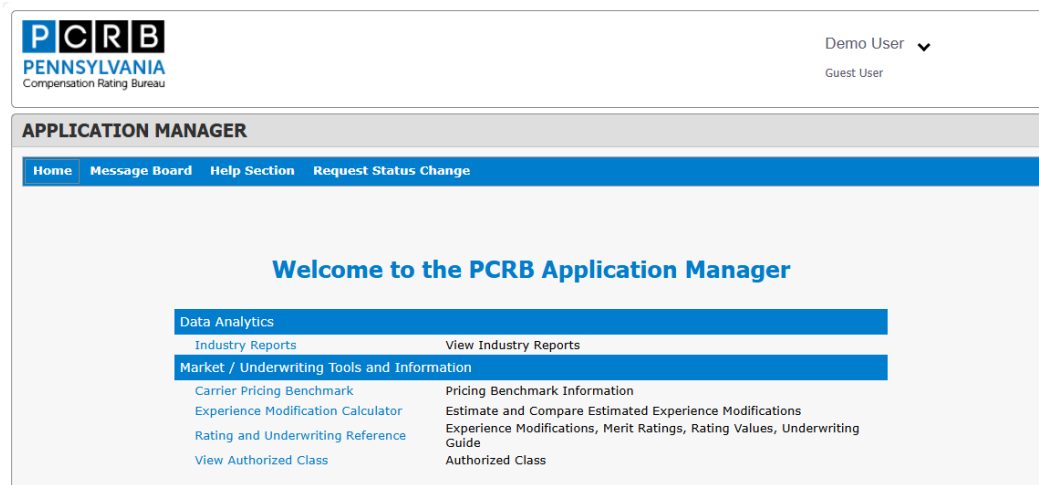 PCRB
PENNSYLVANIA
Compensation Rating Bureau
Demo User
Guest User
APPLICATION MANAGER
Home Message Board Help Section Request Status Change
Welcome to the PCRB Application Manager
Data Analytics
Industry Reports View Industry Reports
Market / Underwriting Tools and Information
Carrier Pricing Benchmark Pricing Benchmark Information
Experience Modification Calculator Estimate and Compare Estimated Experience Modifications
Rating and Underwriting Reference Experience Modifications, Merit Ratings, Rating Values, Underwriting
Guide
View Authorized Class Authorized Class